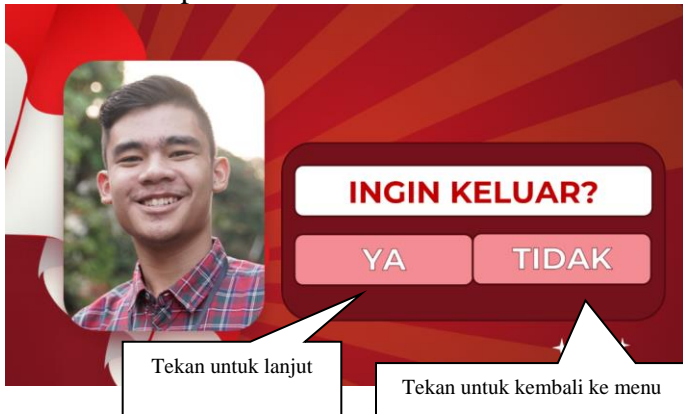 INGIN KELUAR?
YA
TIDAK
Tekan untuk lanjut
Tekan untuk kembali ke menu